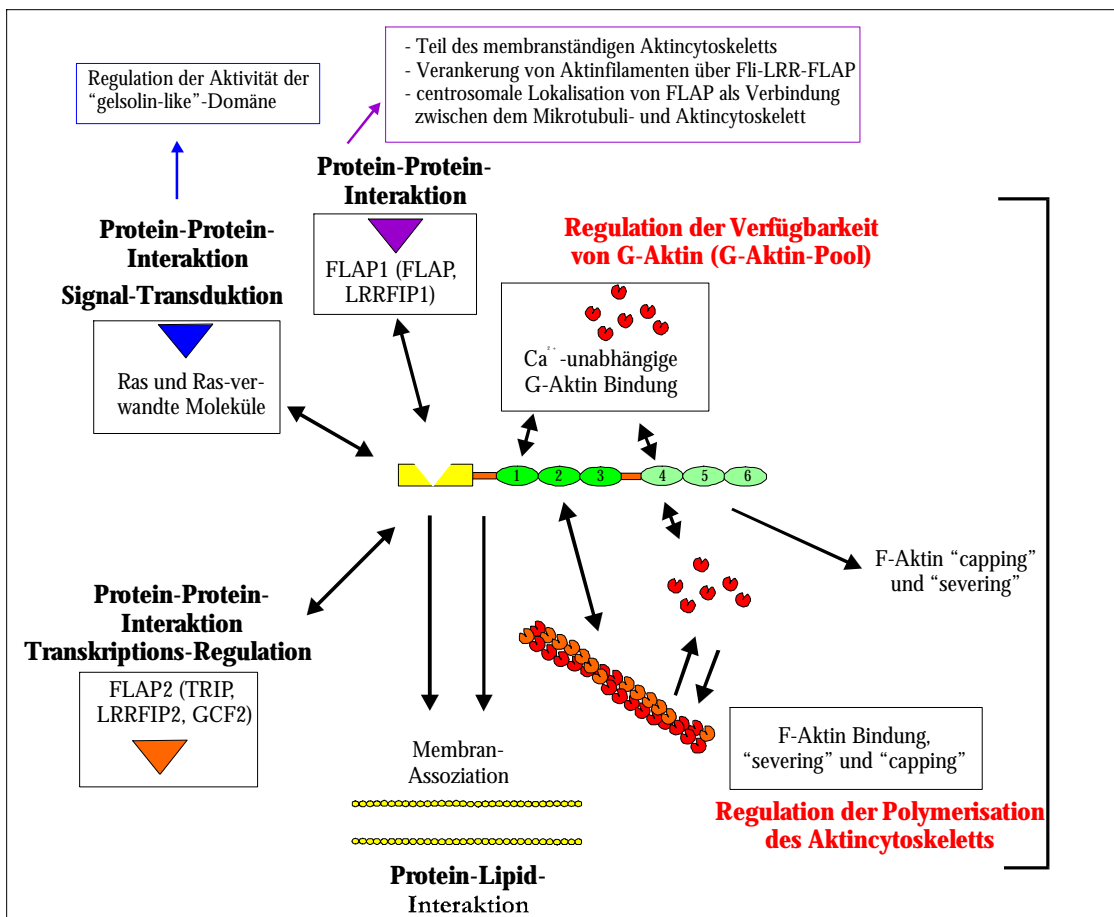 - Teil des membranständigen Aktincytoskeletts
- Verankerung von Aktinfilamenten über Fli-LRR-FLAP
- centrosomale Lokalisation von FLAP als Verbindung
zwischen dem Mikrotubuli- und Aktincytoskelett
Regulation der Aktivität der
“gelsolin-like”-Domäne
Protein-Protein-
Interaktion
FLAP1 (FLAP,
LRRFIP1)
Protein-Protein-
Interaktion
Signal-Transduktion
Ras und Ras-ver-
wandte Moleküle
Regulation der Verfügbarkeit
von G-Aktin (G-Aktin-Pool)
Ca²⁺-unabhängige
G-Aktin Bindung
1 2 3 4 5 6
F-Aktin “capping”
und “severing”
Protein-Protein-
Interaktion
Transkriptions-Regulation
FLAP2 (TRIP,
LRRFIP2, GCF2)
Membran-
Assoziation
Protein-Lipid-
Interaktion
F-Aktin Bindung,
“severing” und “capping”
Regulation der Polymerisation
des Aktincytoskeletts